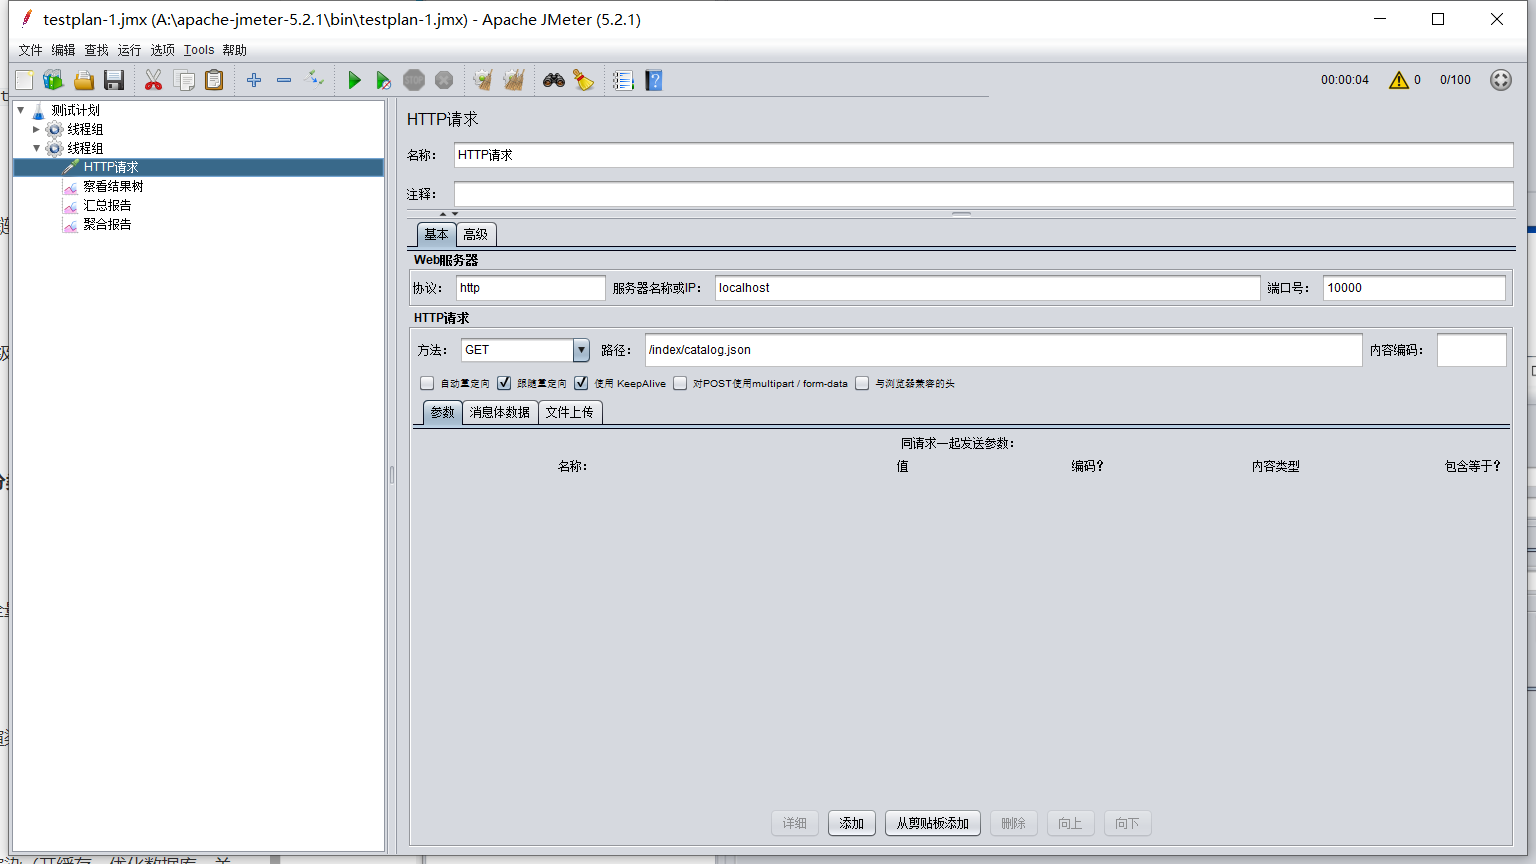 testplan-1.jmx (A:\apache-jmeter-5.2.1\bin\testplan-1.jmx) - Apache JMeter (5.2.1)
文件 编辑 查找 运行 选项 Tools 帮助
STOP
00:00:04 0 0/100
测试计划
线程组
线程组
HTTP请求
察看结果树
汇总报告
聚合报告
HTTP请求
名称： HTTP请求
注释：
基本 高级
Web服务器
协议： http 服务器名称或IP： localhost 端口号： 10000
HTTP请求
方法： GET 路径： /index/catalog.json 内容编码：
自动重定向 跟随重定向 使用 KeepAlive 对POST使用multipart / form-data 与浏览器兼容的头
参数 消息体数据 文件上传
同请求一起发送参数：
名称： 值 编码？ 内容类型 包含等于？
详细 添加 从剪贴板添加 删除 向上 向下